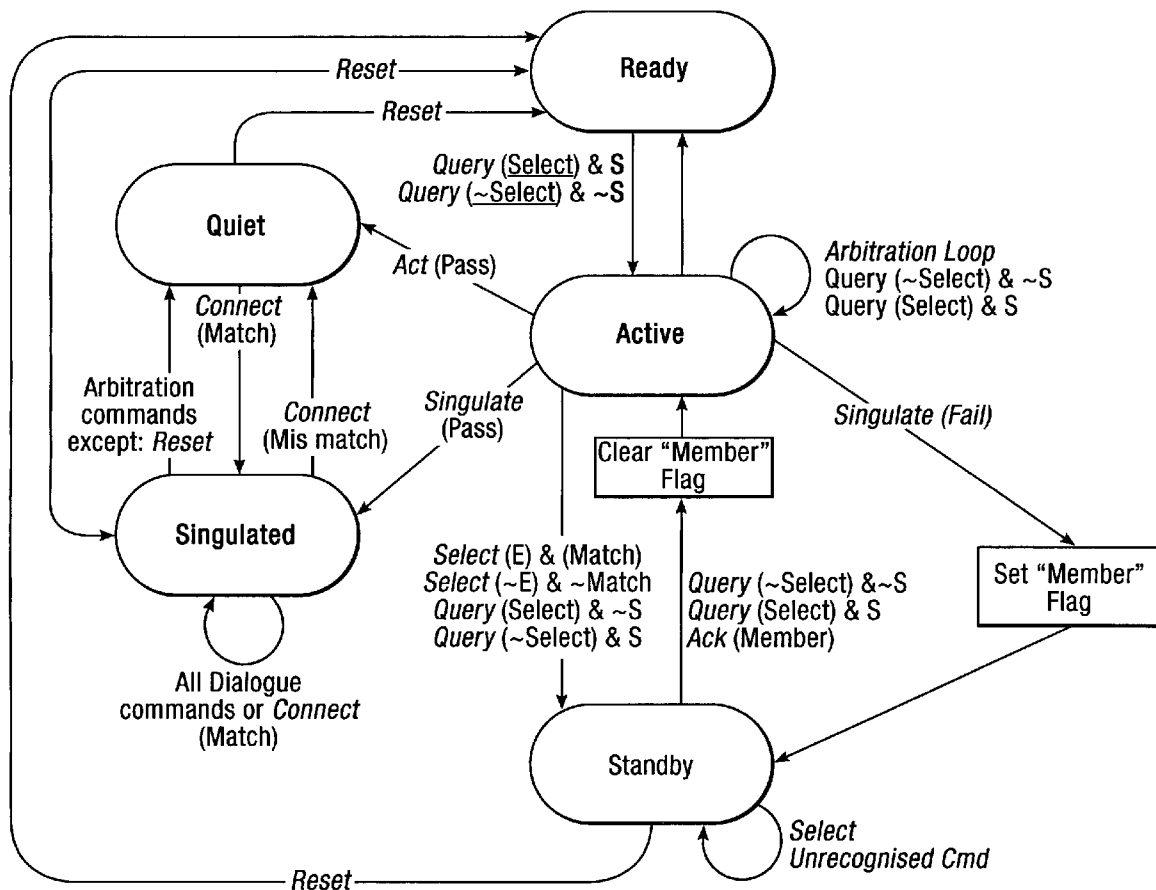 Ready
Reset
Reset
Query (Select) & S
Query (~Select) & ~S
Quiet
Act (Pass)
Arbitration Loop
Query (~Select) & ~S
Query (Select) & S
Active
Connect
(Match)
Arbitration
commands
except: Reset
Connect
(Mis match)
Singulate
(Pass)
Singulate (Fail)
Clear “Member”
Flag
Singulated
Select (E) & (Match)
Select (~E) & ~Match
Query (Select) & ~S
Query (~Select) & S
Query (~Select) &~S
Query (Select) & S
Ack (Member)
Set “Member”
Flag
All Dialogue
commands or Connect
(Match)
Standby
Select
Unrecognised Cmd
Reset